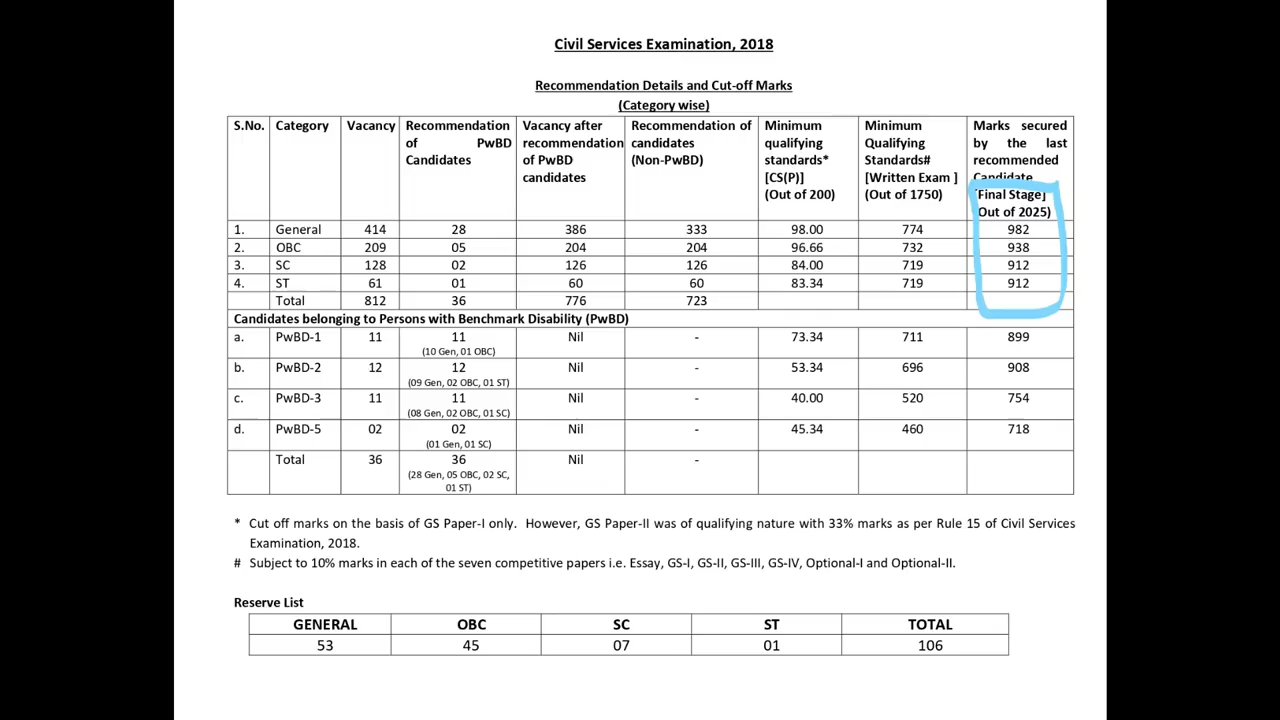 Civil Services Examination, 2018
Recommendation Details and Cut-off Marks
(Category wise)
S.No. Category Vacancy Recommendation of PwBD Candidates Vacancy after recommendation of PwBD candidates Recommendation of candidates (Non-PwBD) Minimum qualifying standards* [CS(P)] (Out of 200) Minimum Qualifying Standards# [Written Exam ] (Out of 1750) Marks secured by the last recommended Candidate [Final Stage] Out of 2025)
1. General 414 28 386 333 98.00 774 982
2. OBC 209 05 204 204 96.66 732 938
3. SC 128 02 126 126 84.00 719 912
4. ST 61 01 60 60 83.34 719 912
Total 812 36 776 723
Candidates belonging to Persons with Benchmark Disability (PwBD)
a. PwBD-1 11 11 Nil - 73.34 711 899
(10 Gen, 01 OBC)
b. PwBD-2 12 12 Nil - 53.34 696 908
(09 Gen, 02 OBC, 01 ST)
c. PwBD-3 11 11 Nil - 40.00 520 754
(08 Gen, 02 OBC, 01 SC)
d. PwBD-5 02 02 Nil - 45.34 460 718
(01 Gen, 01 SC)
Total 36 36 Nil -
(28 Gen, 05 OBC, 02 SC,
01 ST)
* Cut off marks on the basis of GS Paper-I only. However, GS Paper-II was of qualifying nature with 33% marks as per Rule 15 of Civil Services
Examination, 2018.
# Subject to 10% marks in each of the seven competitive papers i.e. Essay, GS-I, GS-II, GS-III, GS-IV, Optional-I and Optional-II.
Reserve List
GENERAL OBC SC ST TOTAL
53 45 07 01 106